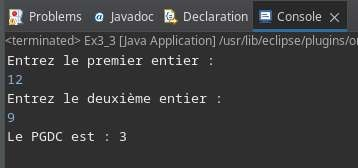 Problems Javadoc Declaration Console
<terminated> Ex3_3 [Java Application] /usr/lib/eclipse/plugins/o
Entrez le premier entier :
12
Entrez le deuxième entier :
9
Le PGDC est : 3